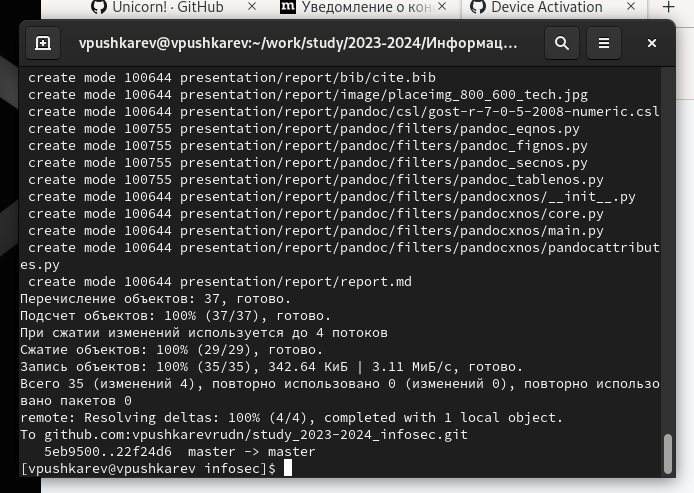 Unicorn! · GitHub × Уведомление о кон × Device Activation ×
vpushkarev@vpushkarev:~/work/study/2023-2024/Информац...
create mode 100644 presentation/report/bib/cite.bib
create mode 100644 presentation/report/image/placeimg_800_600_tech.jpg
create mode 100644 presentation/report/pandoc/csl/gost-r-7-0-5-2008-numeric.csl
create mode 100755 presentation/report/pandoc/filters/pandoc_eqnos.py
create mode 100755 presentation/report/pandoc/filters/pandoc_fignos.py
create mode 100755 presentation/report/pandoc/filters/pandoc_secnos.py
create mode 100755 presentation/report/pandoc/filters/pandoc_tablenos.py
create mode 100644 presentation/report/pandoc/filters/pandocxnos/__init__.py
create mode 100644 presentation/report/pandoc/filters/pandocxnos/core.py
create mode 100644 presentation/report/pandoc/filters/pandocxnos/main.py
create mode 100644 presentation/report/pandoc/filters/pandocxnos/pandocattribut
es.py
create mode 100644 presentation/report/report.md
Перечисление объектов: 37, готово.
Подсчет объектов: 100% (37/37), готово.
При сжатии изменений используется до 4 потоков
Сжатие объектов: 100% (29/29), готово.
Запись объектов: 100% (35/35), 342.64 КиБ | 3.11 МиБ/с, готово.
Всего 35 (изменений 4), повторно использовано 0 (изменений 0), повторно использо
вано пакетов 0
remote: Resolving deltas: 100% (4/4), completed with 1 local object.
To github.com:vpushkarevrudn/study_2023-2024_infosec.git
5eb9500..22f24d6 master -> master
[vpushkarev@vpushkarev infosec]$